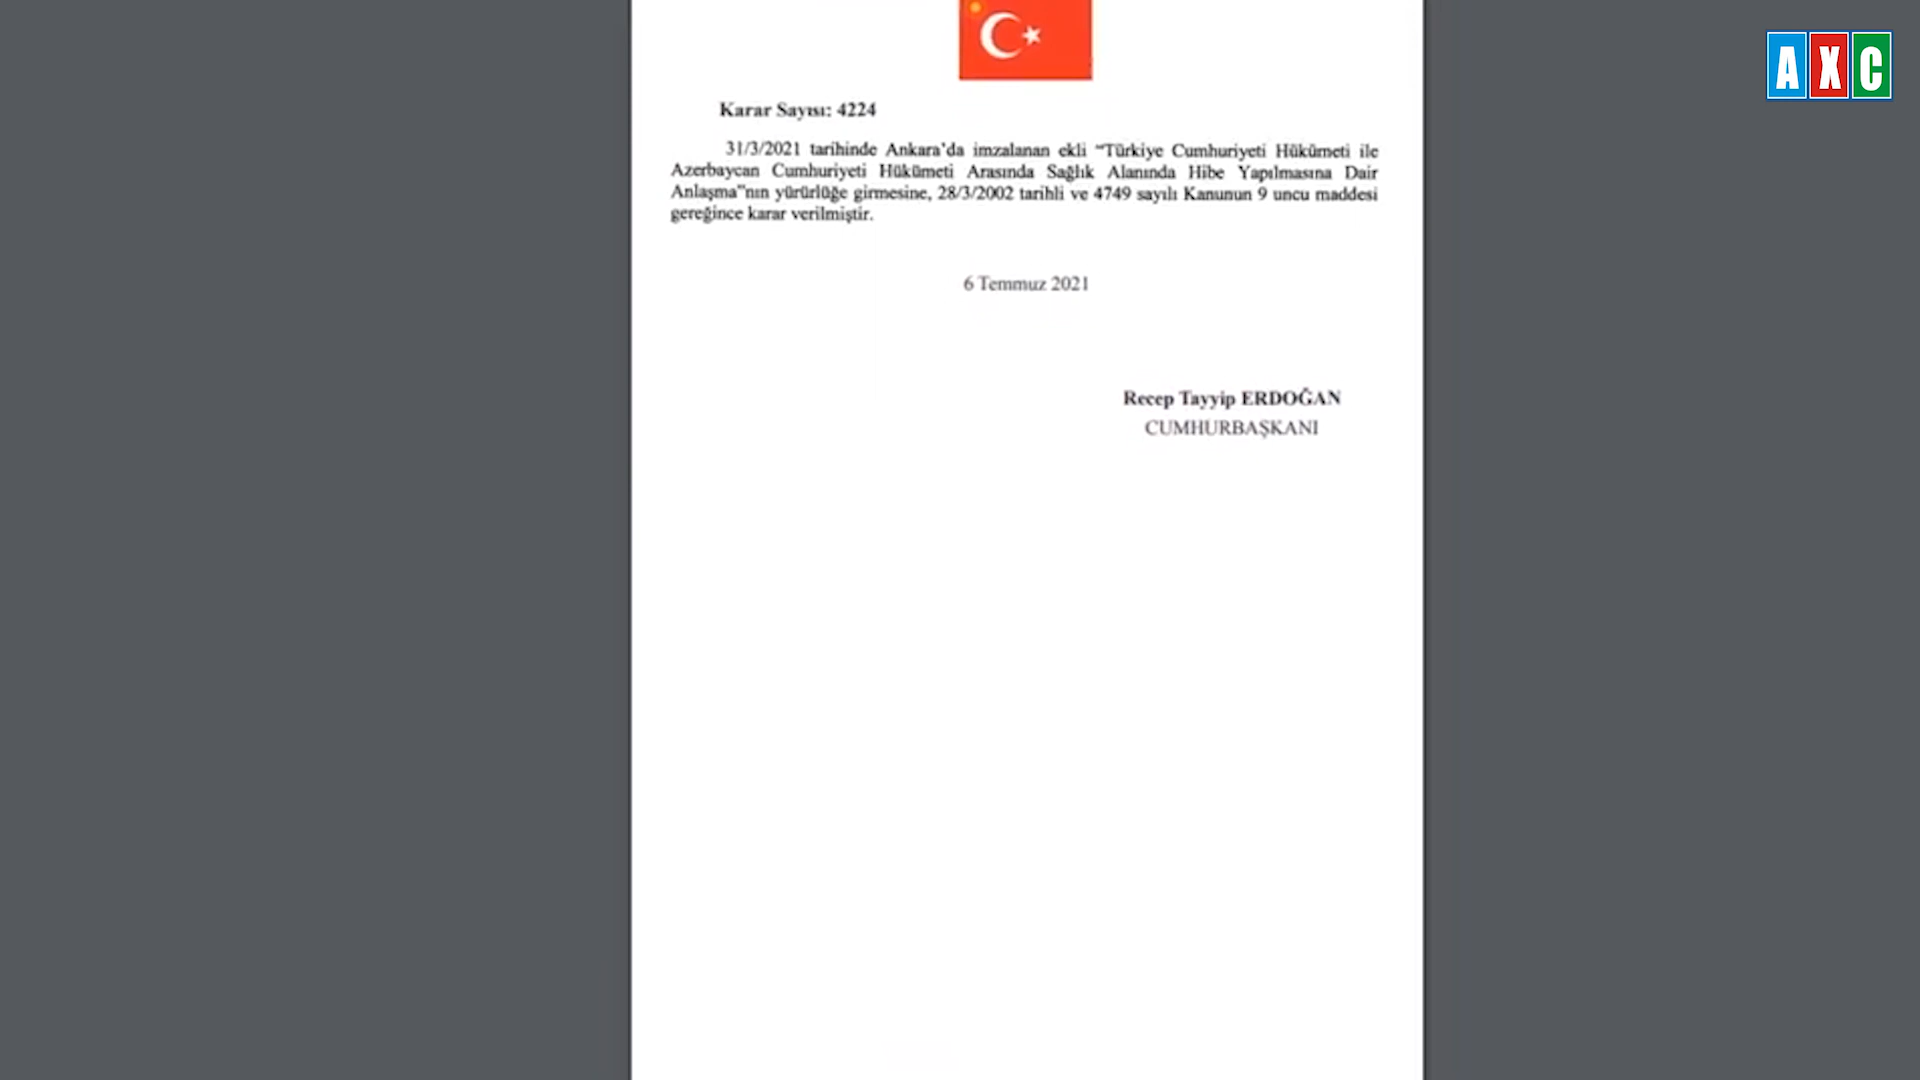 AXC
Karar Sayısı: 4224
31/3/2021 tarihinde Ankara'da imzalanan ekli “Türkiye Cumhuriyeti Hükûmeti ile
Azerbaycan Cumhuriyeti Hükûmeti Arasında Sağlık Alanında Hibe Yapılmasına Dair
Anlaşma”nın yürürlüğe girmesine, 28/3/2002 tarihli ve 4749 sayılı Kanunun 9 uncu maddesi
gereğince karar verilmiştir.
6 Temmuz 2021
Recep Tayyip ERDOĞAN
CUMHURBAŞKANI